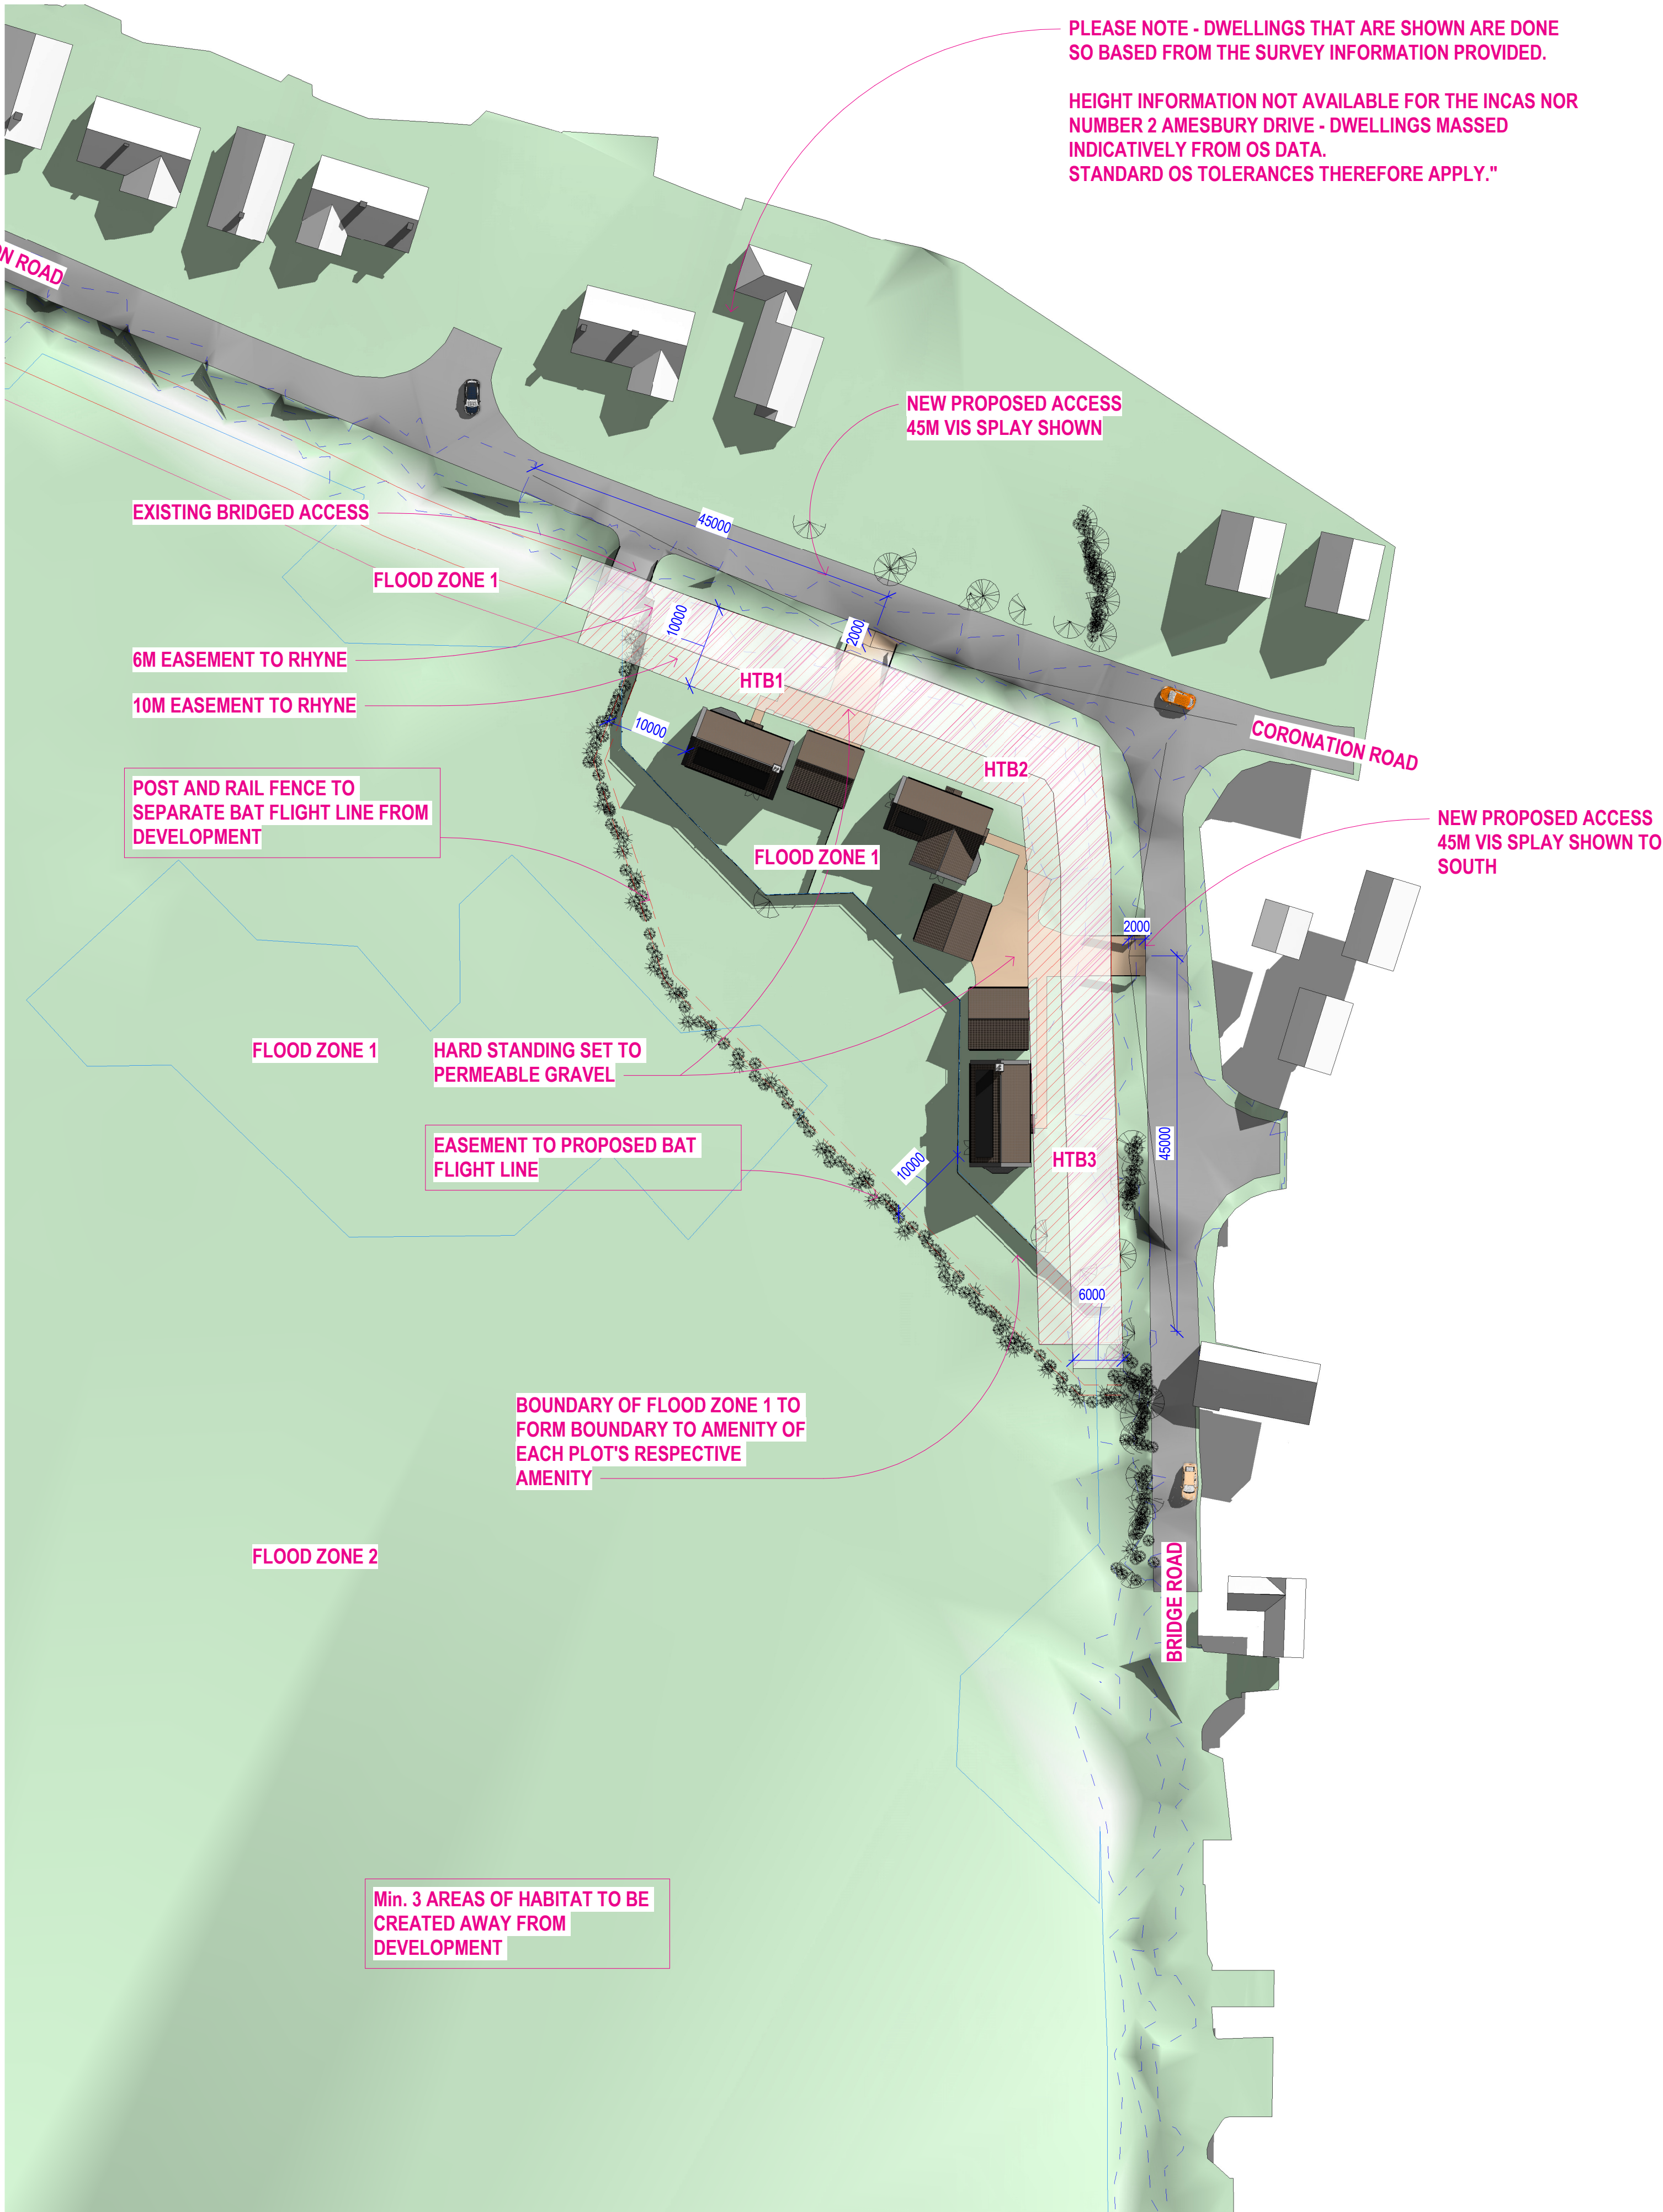 PLEASE NOTE - DWELLINGS THAT ARE SHOWN ARE DONE
SO BASED FROM THE SURVEY INFORMATION PROVIDED.
HEIGHT INFORMATION NOT AVAILABLE FOR THE INCAS NOR
NUMBER 2 AMESBURY DRIVE - DWELLINGS MASSED
INDICATIVELY FROM OS DATA.
STANDARD OS TOLERANCES THEREFORE APPLY."
ON ROAD
NEW PROPOSED ACCESS
45M VIS SPLAY SHOWN
EXISTING BRIDGED ACCESS
45000
FLOOD ZONE 1
10000
2000
6M EASEMENT TO RHYNE
HTB1
10M EASEMENT TO RHYNE
10000
CORONATION ROAD
HTB2
POST AND RAIL FENCE TO
SEPARATE BAT FLIGHT LINE FROM
DEVELOPMENT
NEW PROPOSED ACCESS
45M VIS SPLAY SHOWN TO
SOUTH
FLOOD ZONE 1
2000
FLOOD ZONE 1
HARD STANDING SET TO
PERMEABLE GRAVEL
EASEMENT TO PROPOSED BAT
FLIGHT LINE
10000
HTB3
45000
6000
BOUNDARY OF FLOOD ZONE 1 TO
FORM BOUNDARY TO AMENITY OF
EACH PLOT'S RESPECTIVE
AMENITY
FLOOD ZONE 2
BRIDGE ROAD
Min. 3 AREAS OF HABITAT TO BE
CREATED AWAY FROM
DEVELOPMENT